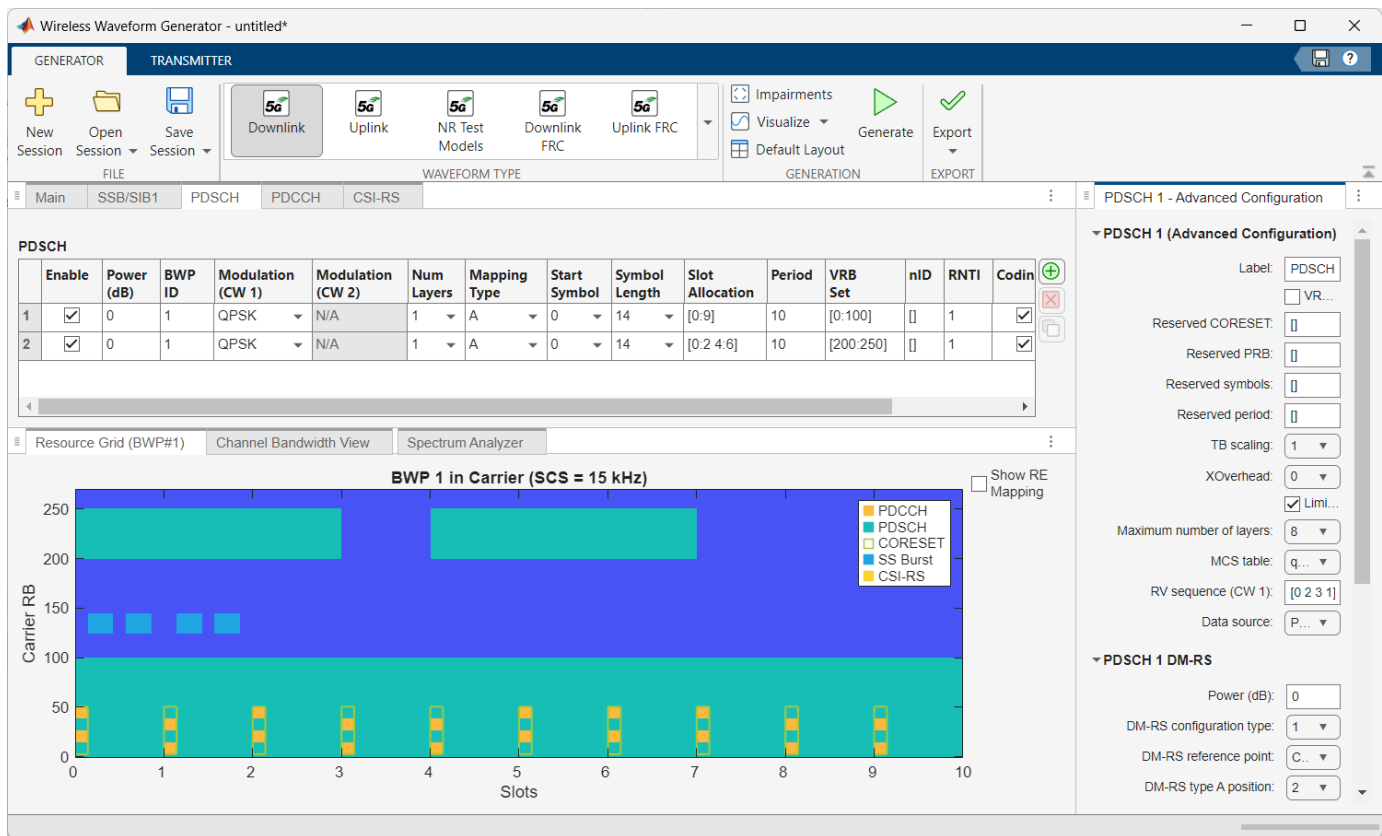 Wireless Waveform Generator - untitled*
GENERATOR TRANSMITTER
?
New Session
Open Session
Save Session
FILE
5G Downlink
5G Uplink
5G NR Test Models
5G Downlink FRC
5G Uplink FRC
WAVEFORM TYPE
Impairments
Visualize
Default Layout
Generate
GENERATION
Export
EXPORT
Main SSB/SIB1 PDSCH PDCCH CSI-RS
PDSCH
Enable Power (dB) BWP ID Modulation (CW 1) Modulation (CW 2) Num Layers Mapping Type Start Symbol Symbol Length Slot Allocation Period VRB Set nID RNTI Codin
1 0 1 QPSK N/A 1 A 0 14 [0:9] 10 [0:100] [] 1
2 0 1 QPSK N/A 1 A 0 14 [0:2 4:6] 10 [200:250] [] 1
Resource Grid (BWP#1) Channel Bandwidth View Spectrum Analyzer
BWP 1 in Carrier (SCS = 15 kHz)
Show RE Mapping
PDCCH
PDSCH
CORESET
SS Burst
CSI-RS
Carrier RB
250
200
150
100
50
0
0 1 2 3 4 5 6 7 8 9 10
Slots
PDSCH 1 - Advanced Configuration
PDSCH 1 (Advanced Configuration)
Label: PDSCH
VR...
Reserved CORESET: []
Reserved PRB: []
Reserved symbols: []
Reserved period: []
TB scaling: 1
XOverhead: 0
Limi...
Maximum number of layers: 8
MCS table: q...
RV sequence (CW 1): [0 2 3 1]
Data source: P...
PDSCH 1 DM-RS
Power (dB): 0
DM-RS configuration type: 1
DM-RS reference point: C...
DM-RS type A position: 2